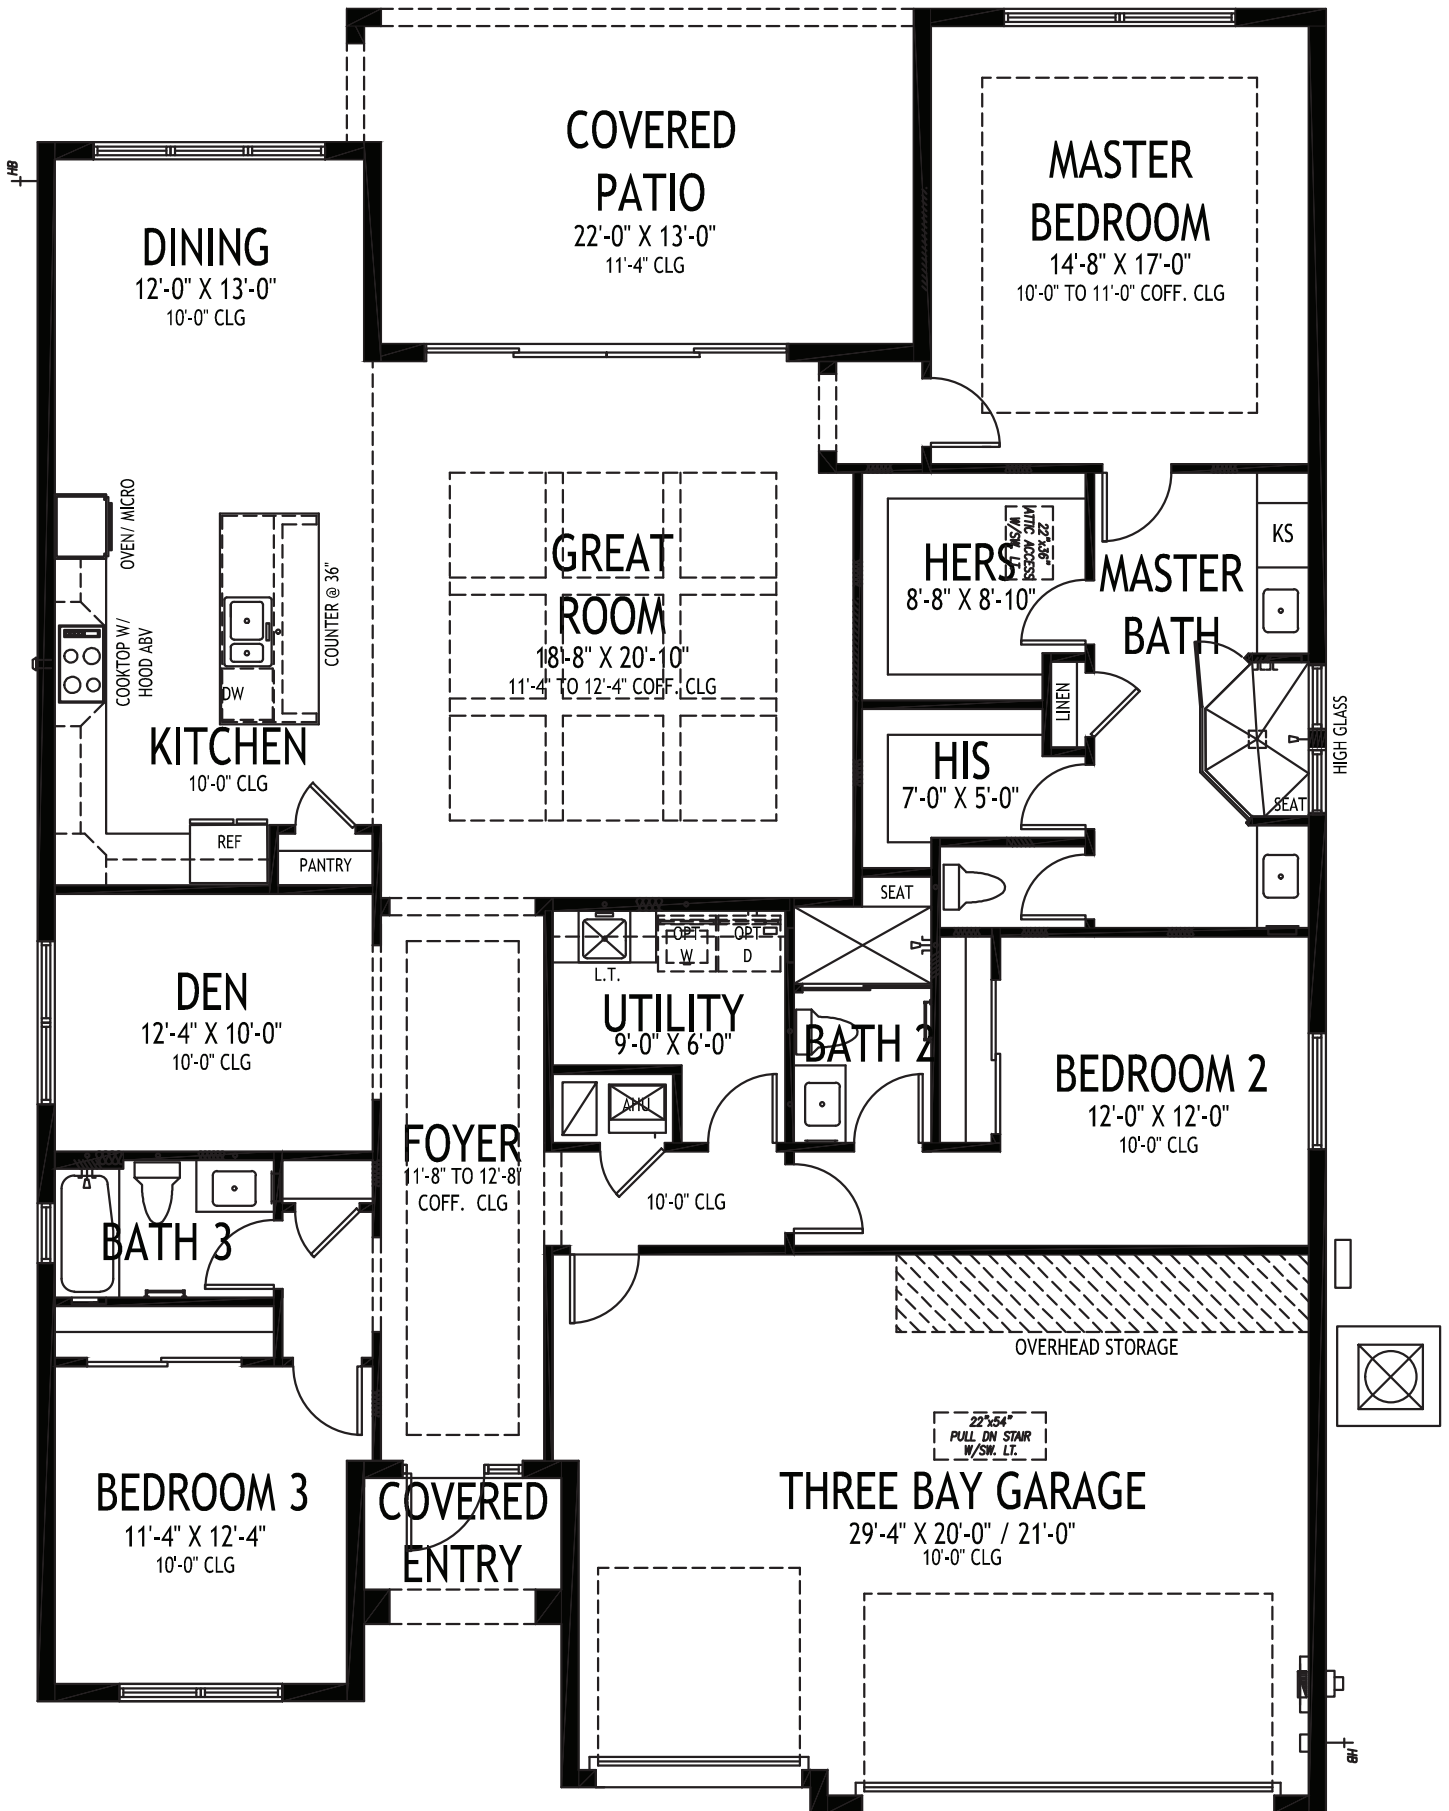 HB
COVERED
PATIO
22'-0" X 13'-0"
11'-4" CLG
MASTER
BEDROOM
14'-8" X 17'-0"
10'-0" TO 11'-0" COFF. CLG
DINING
12'-0" X 13'-0"
10'-0" CLG
OVEN/ MICRO
COOKTOP W/
HOOD ABV
COUNTER @ 36"
DW
KITCHEN
10'-0" CLG
REF
PANTRY
GREAT
ROOM
18'-8" X 20'-10"
11'-4" TO 12'-4" COFF. CLG
HERS
8'-8" X 8'-10"
22"x36"
ATTIC ACCESS
W/SW. LT.
MASTER
BATH
KS
LINEN
HIS
7'-0" X 5'-0"
HIGH GLASS
SEAT
SEAT
DEN
12'-4" X 10'-0"
10'-0" CLG
L.T.
OPT
W
OPT
D
UTILITY
9'-0" X 6'-0"
AHU
BATH 2
BEDROOM 2
12'-0" X 12'-0"
10'-0" CLG
FOYER
11'-8" TO 12'-8"
COFF. CLG
10'-0" CLG
BATH 3
OVERHEAD STORAGE
22"x54"
PULL DN STAIR
W/SW. LT.
BEDROOM 3
11'-4" X 12'-4"
10'-0" CLG
COVERED
ENTRY
THREE BAY GARAGE
29'-4" X 20'-0" / 21'-0"
10'-0" CLG
HB